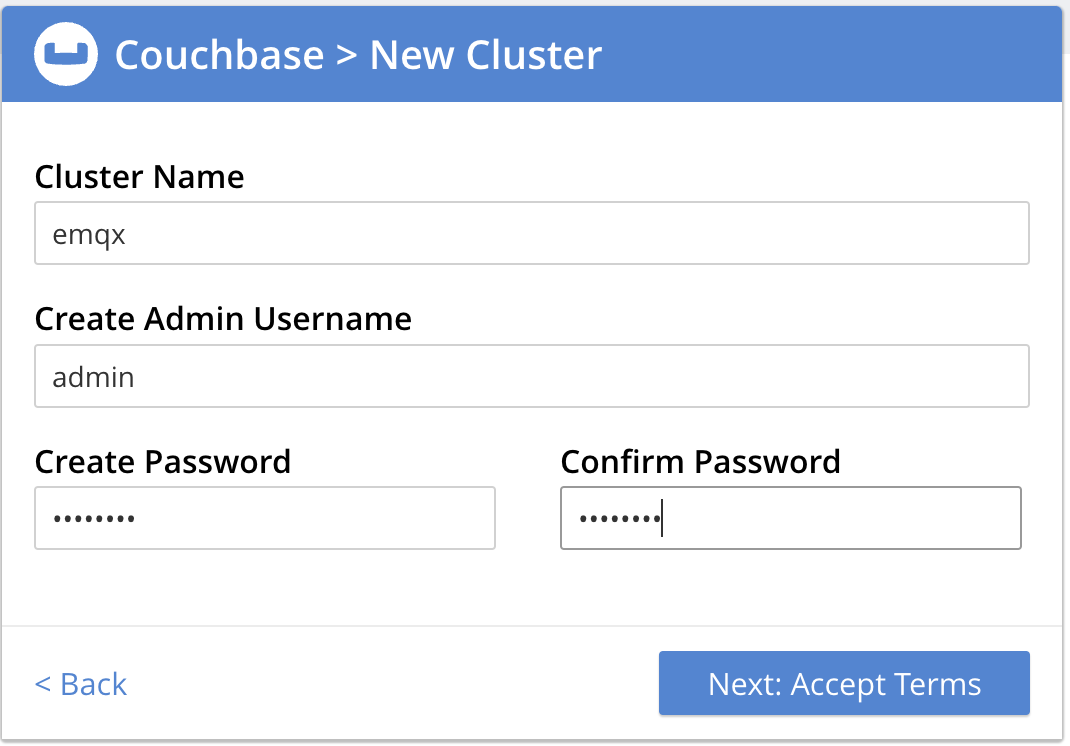 Couchbase > New Cluster
Cluster Name
emqx
Create Admin Username
admin
Create Password
Confirm Password
••••••••
••••••••
< Back
Next: Accept Terms